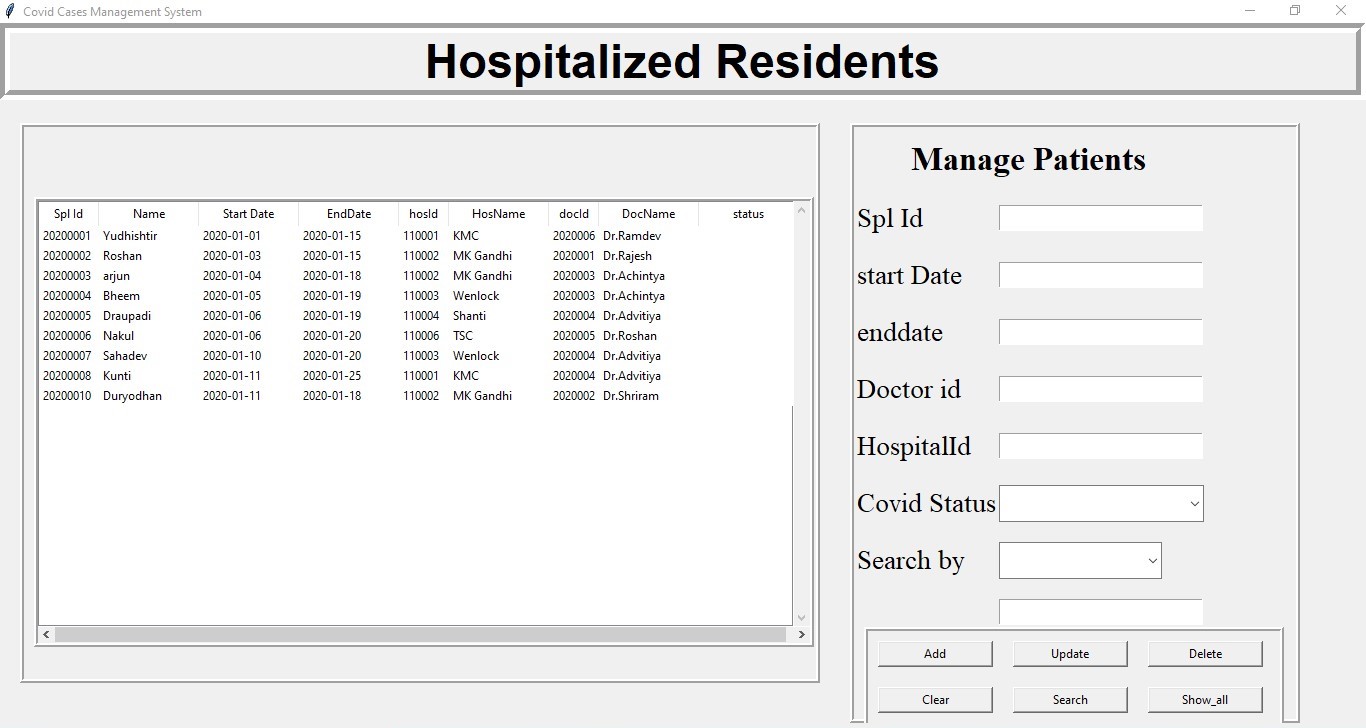 Covid Cases Management System
Hospitalized Residents
Spl Id Name Start Date EndDate hosId HosName docId DocName status
20200001 Yudhishtir 2020-01-01 2020-01-15 110001 KMC 2020006 Dr.Ramdev
20200002 Roshan 2020-01-03 2020-01-15 110002 MK Gandhi 2020001 Dr.Rajesh
20200003 arjun 2020-01-04 2020-01-18 110002 MK Gandhi 2020003 Dr.Achintya
20200004 Bheem 2020-01-05 2020-01-19 110003 Wenlock 2020003 Dr.Achintya
20200005 Draupadi 2020-01-06 2020-01-19 110004 Shanti 2020004 Dr.Advitiya
20200006 Nakul 2020-01-06 2020-01-20 110006 TSC 2020005 Dr.Roshan
20200007 Sahadev 2020-01-10 2020-01-20 110003 Wenlock 2020004 Dr.Advitiya
20200008 Kunti 2020-01-11 2020-01-25 110001 KMC 2020004 Dr.Advitiya
20200010 Duryodhan 2020-01-11 2020-01-18 110002 MK Gandhi 2020002 Dr.Shriram
Manage Patients
Spl Id
start Date
enddate
Doctor id
HospitalId
Covid Status
Search by
Add Update Delete
Clear Search Show_all